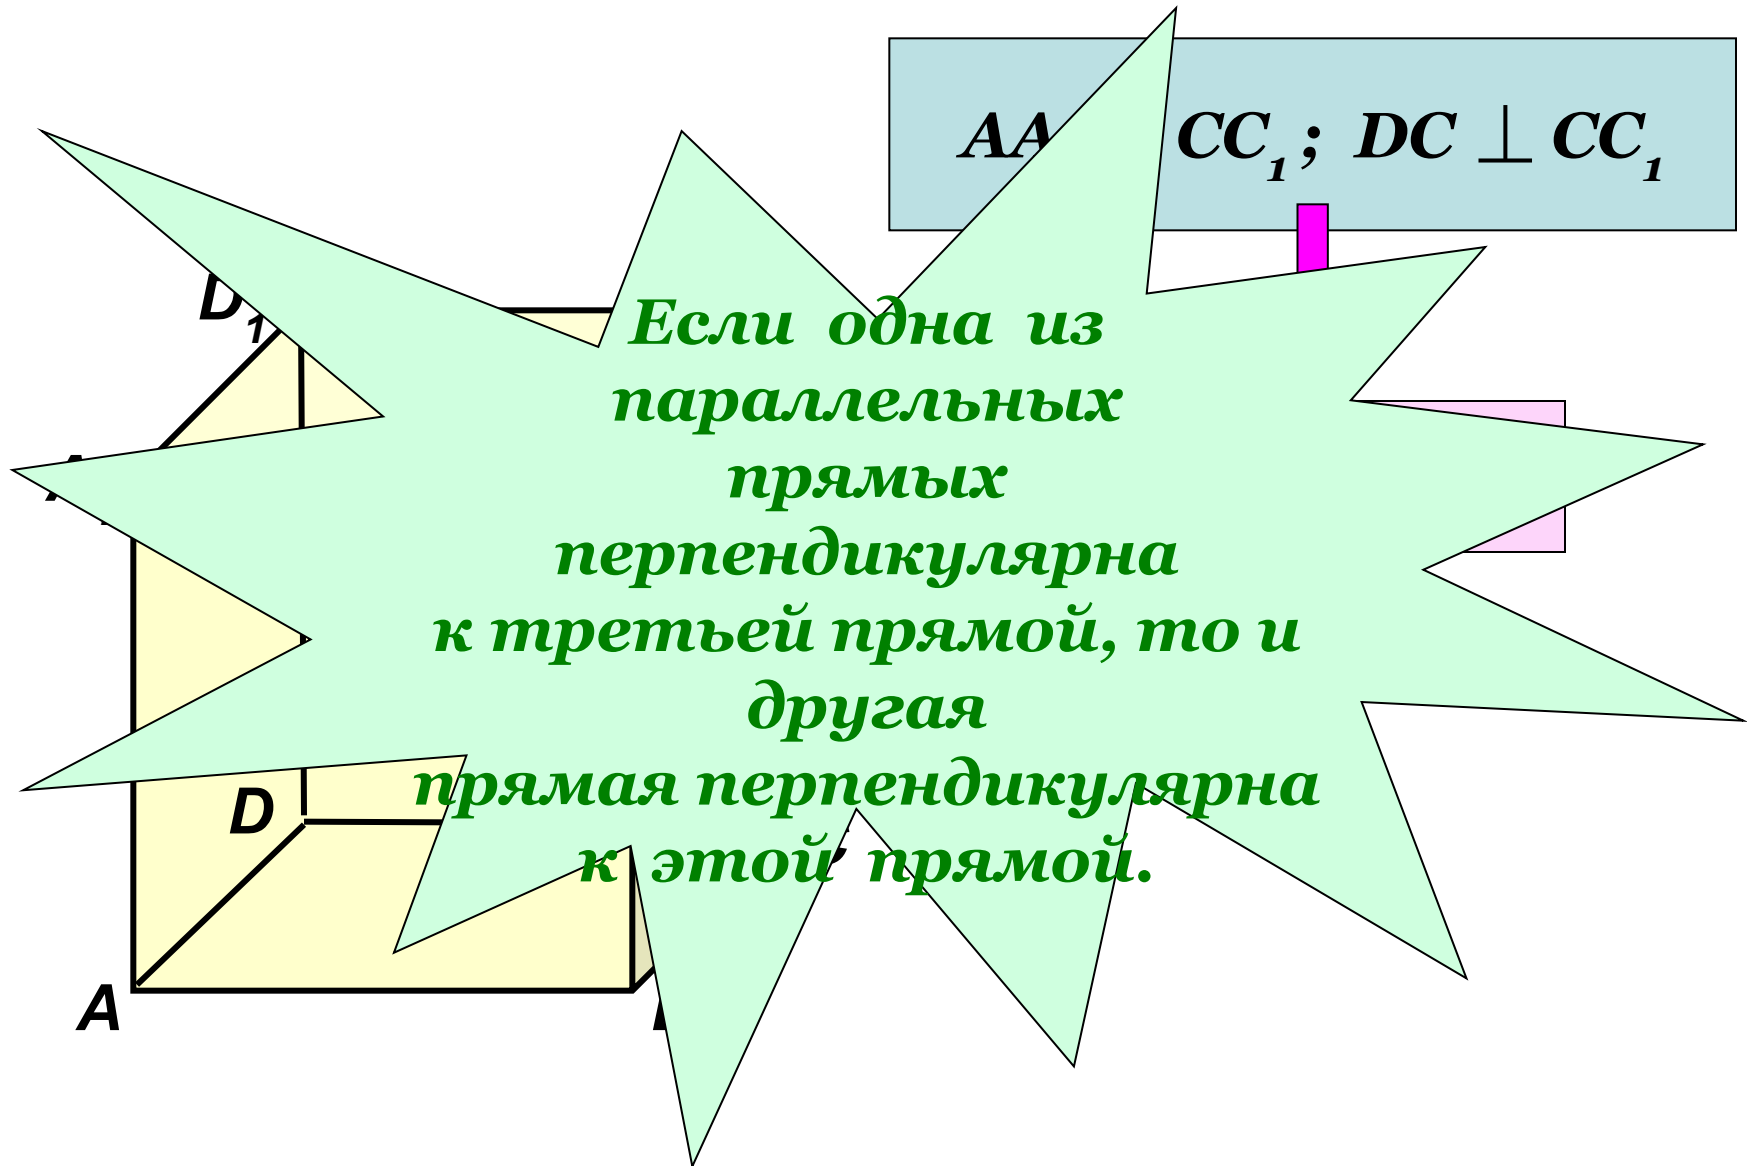 AA CC₁ ; DC ⊥ CC₁
D₁
Если одна из
параллельных
прямых
перпендикулярна
к третьей прямой, то и
другая
прямая перпендикулярна
к этой прямой.
D
A